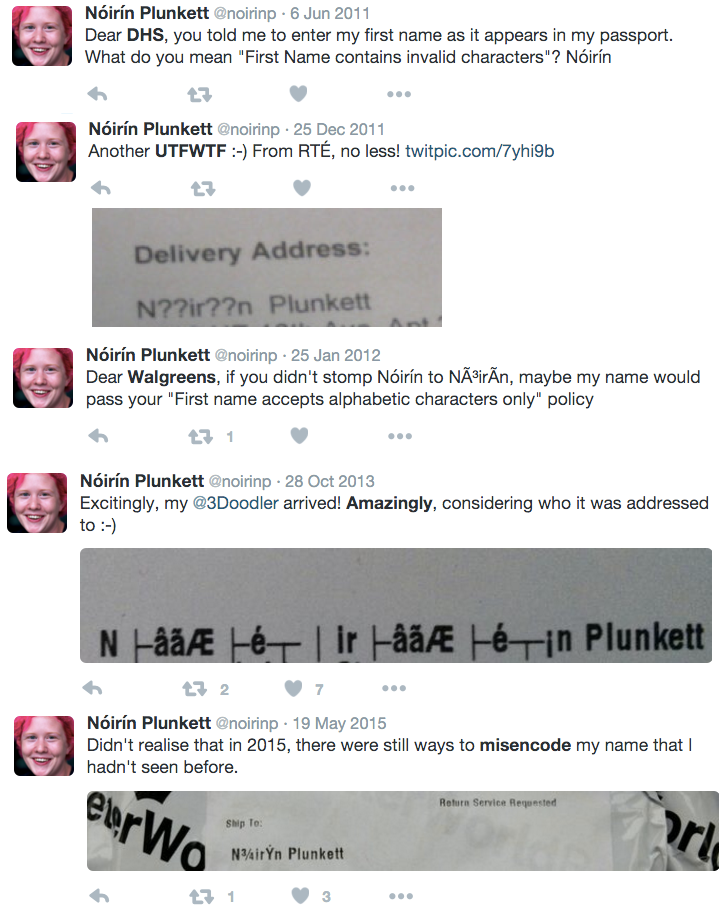 Nóirín Plunkett @noirinp · 6 Jun 2011
Dear DHS, you told me to enter my first name as it appears in my passport.
What do you mean "First Name contains invalid characters"? Nóirín
Nóirín Plunkett @noirinp · 25 Dec 2011
Another UTFWTF :-) From RTÉ, no less! twitpic.com/7yhi9b
Delivery Address:
N??ir??n Plunkett
Nóirín Plunkett @noirinp · 25 Jan 2012
Dear Walgreens, if you didn't stomp Nóirín to NÃ³irÃn, maybe my name would
pass your "First name accepts alphabetic characters only" policy
1
Nóirín Plunkett @noirinp · 28 Oct 2013
Excitingly, my @3Doodler arrived! Amazingly, considering who it was addressed
to :-)
N ├âãÆ ├é┬ | ir ├âãÆ ├é─¡n Plunkett
2 7
Nóirín Plunkett @noirinp · 19 May 2015
Didn't realise that in 2015, there were still ways to misencode my name that I
hadn't seen before.
Return Service Requested
Ship To:
N¾irÝn Plunkett
1 3